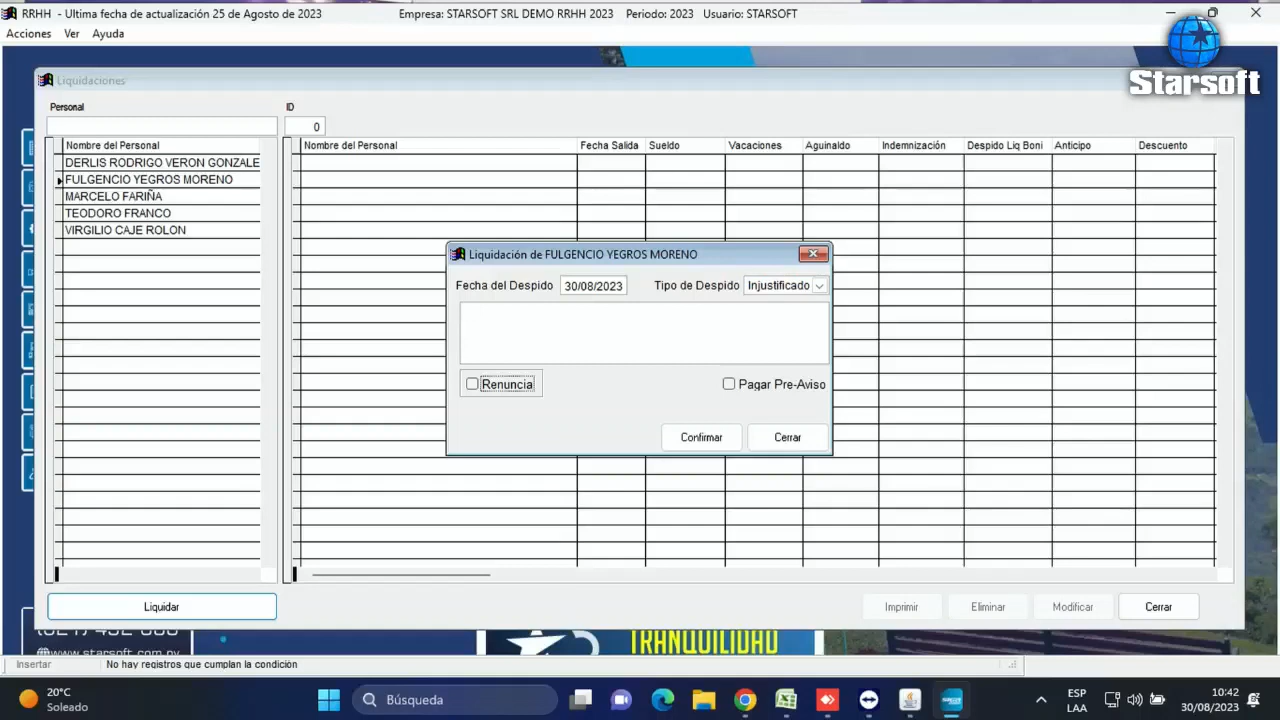 RRHH - Ultima fecha de actualización 25 de Agosto de 2023 Empresa: STARSOFT SRL DEMO RRHH 2023 Periodo: 2023 Usuario: STARSOFT
Acciones Ver Ayuda
Starsoft
Liquidaciones
Personal ID
0
Nombre del Personal Nombre del Personal Fecha Salida Sueldo Vacaciones Aguinaldo Indemnización Despido Liq Boni Anticipo Descuento
DERLIS RODRIGO VERON GONZALE
FULGENCIO YEGROS MORENO
MARCELO FARIÑA
TEODORO FRANCO
VIRGILIO CAJE ROLON
Liquidación de FULGENCIO YEGROS MORENO
Fecha del Despido 30/08/2023 Tipo de Despido Injustificado
Renuncia Pagar Pre-Aviso
Confirmar Cerrar
Liquidar Imprimir Eliminar Modificar Cerrar
TRANQUILIDAD
www.starsoft.com.py
Insertar No hay registros que cumplan la condición
20°C
Soleado
Búsqueda
ESP
LAA
10:42
30/08/2023